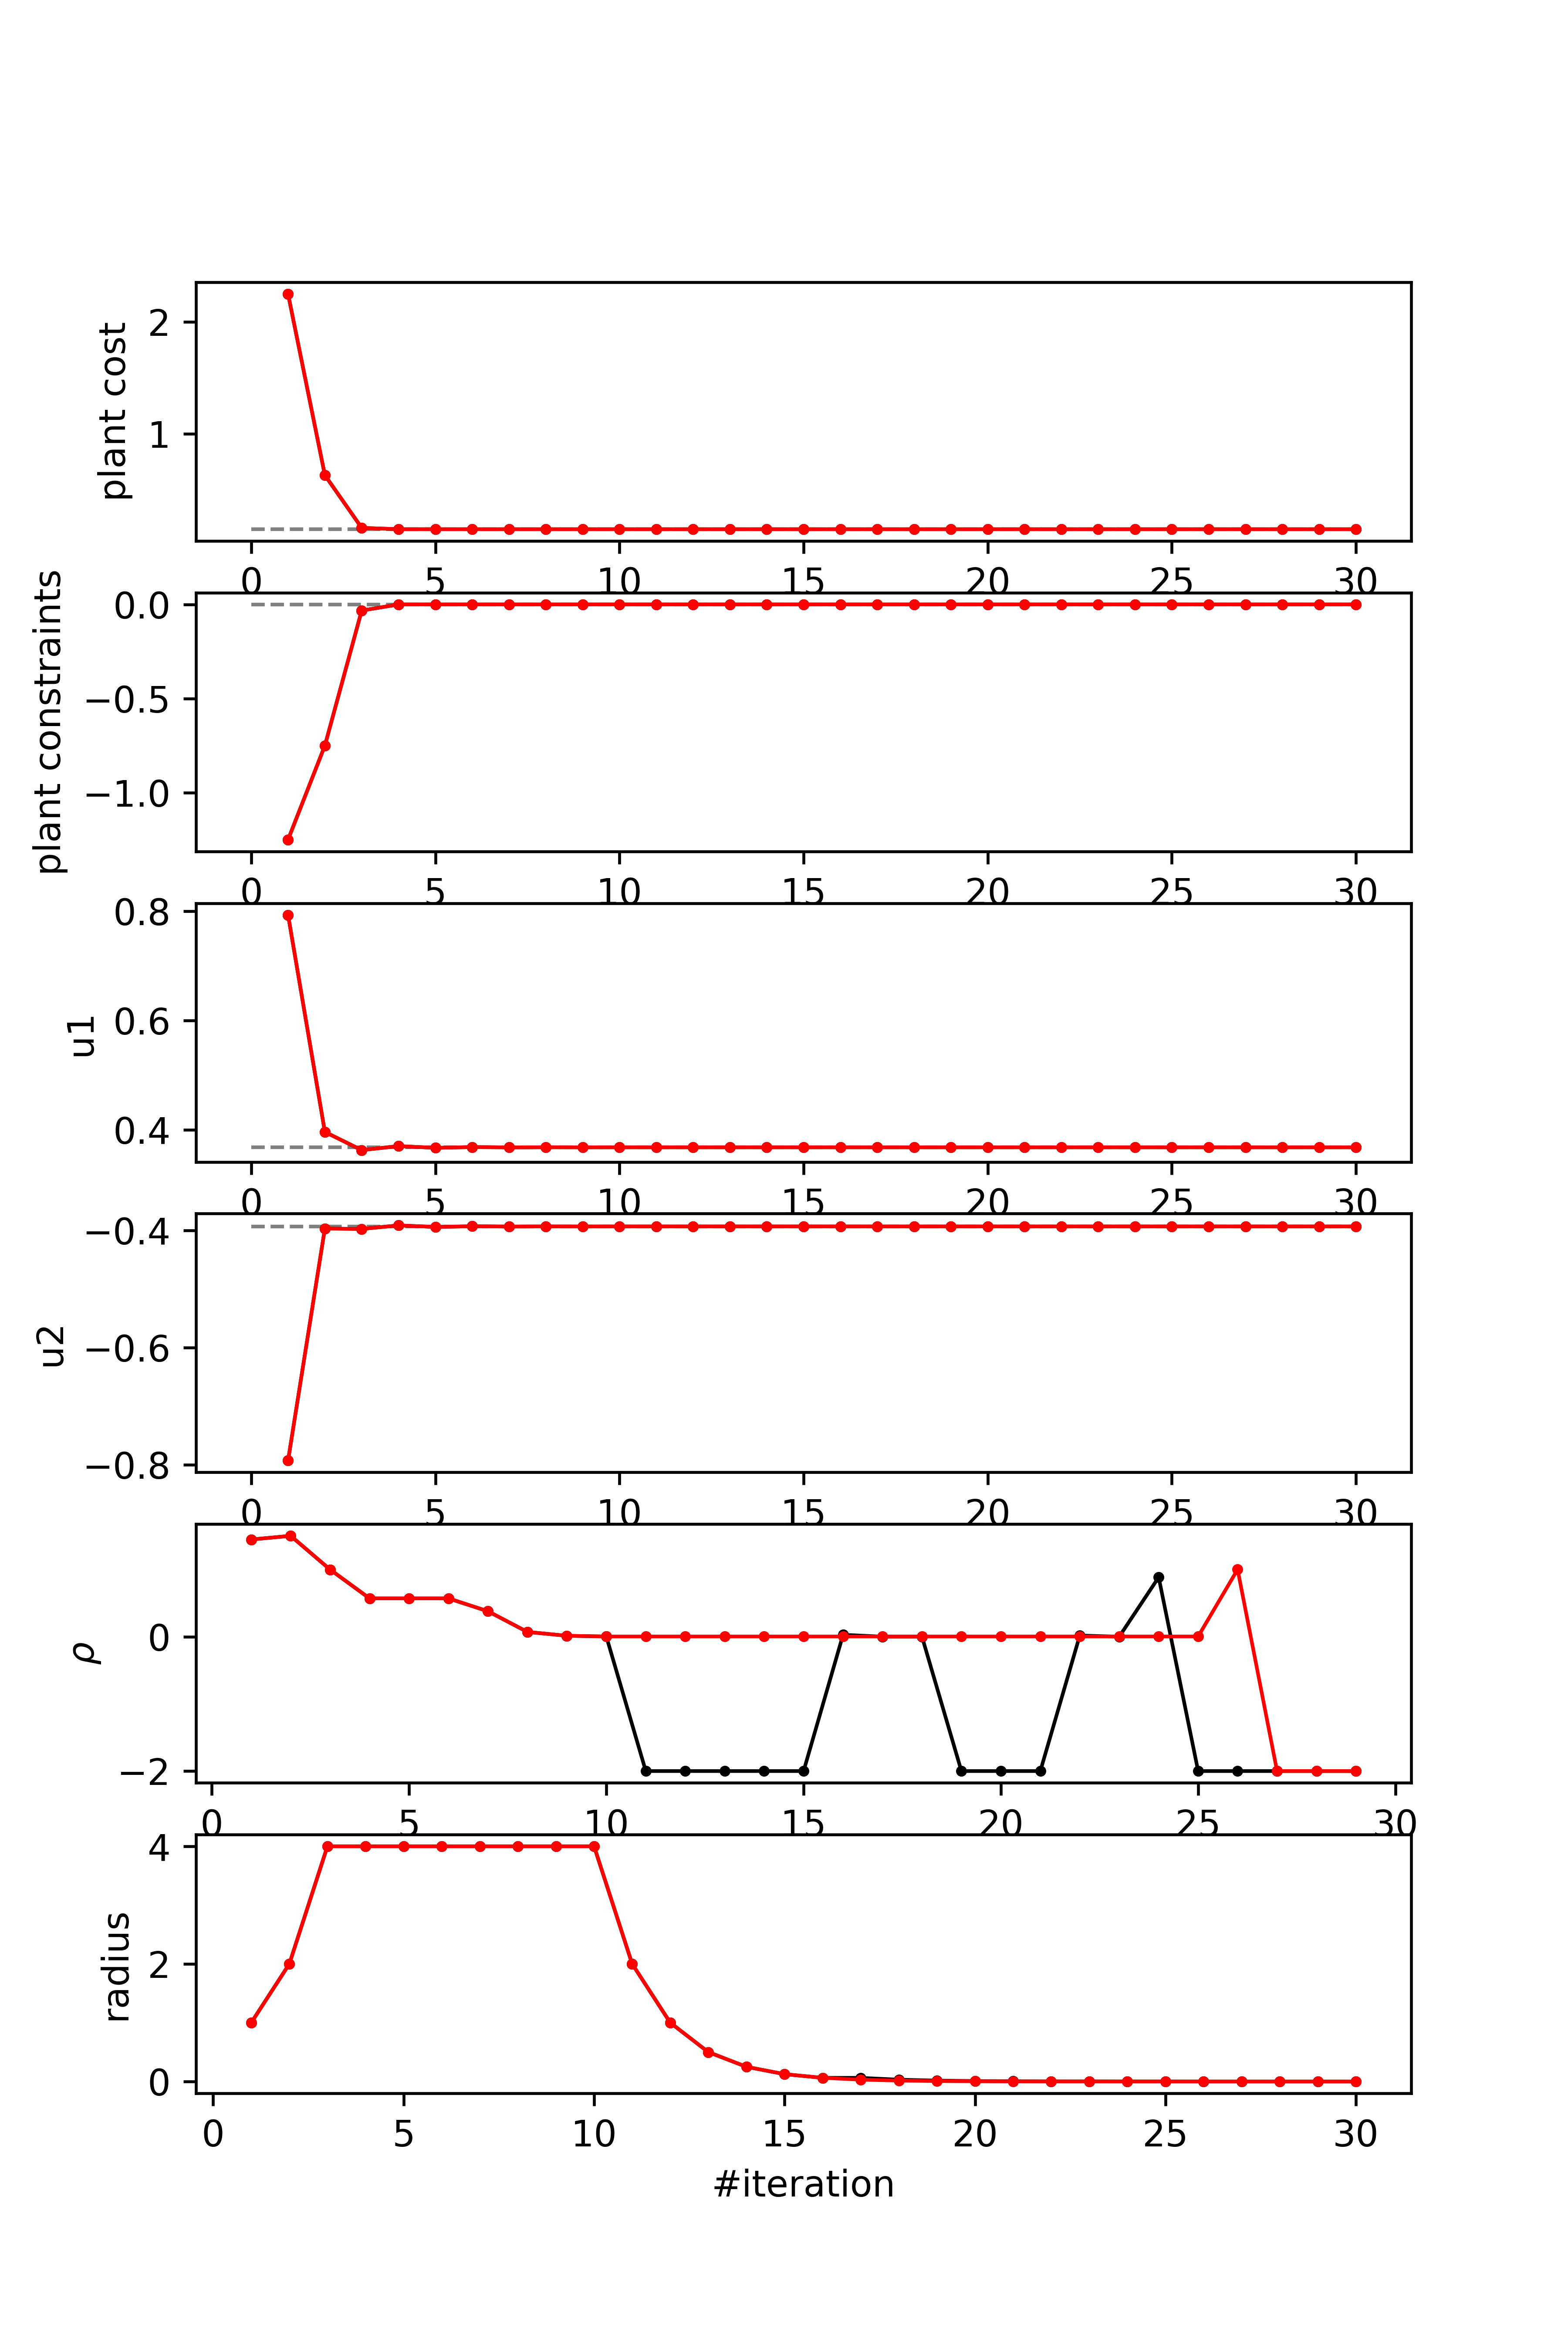 plant cost
2
1
0 5 10 15 20 25 30
plant constraints
0.0
−0.5
−1.0
0 5 10 15 20 25 30
u1
0.8
0.6
0.4
0 5 10 15 20 25 30
u2
−0.4
−0.6
−0.8
0 5 10 15 20 25 30
ρ
0
−2
0 5 10 15 20 25 30
radius
4
2
0
0 5 10 15 20 25 30
#iteration